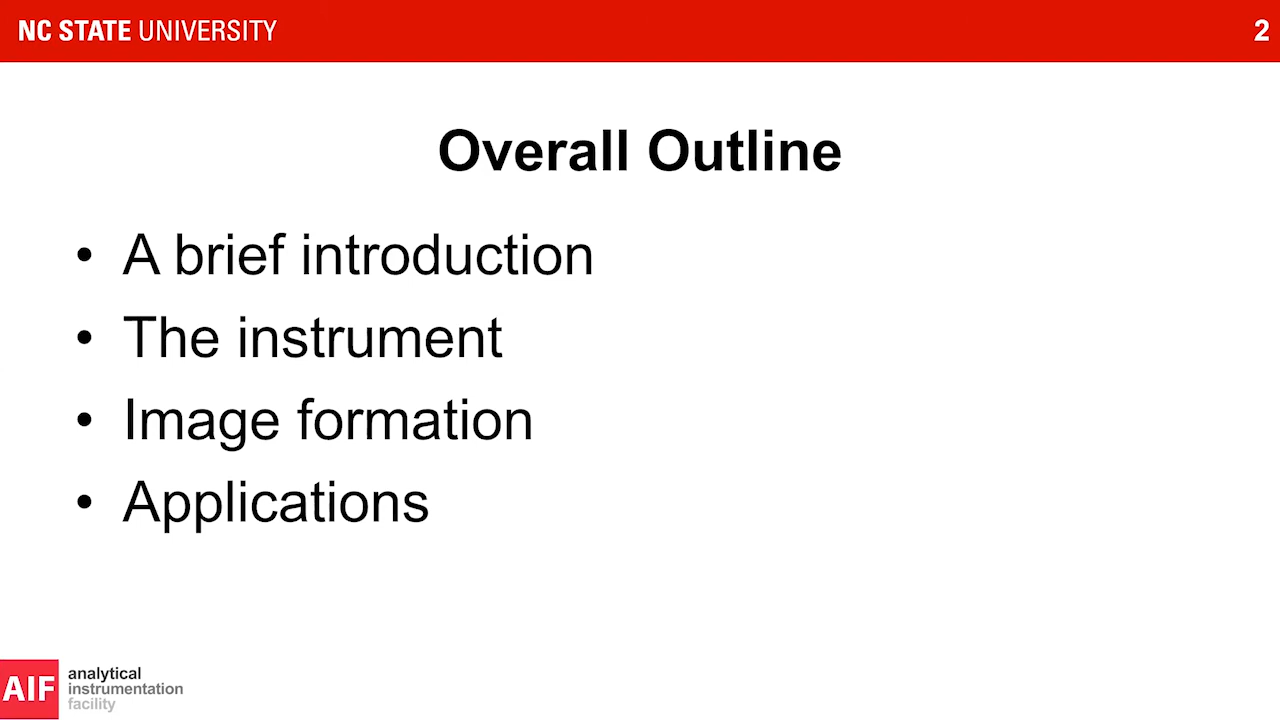 NC STATE UNIVERSITY
2
Overall Outline
• A brief introduction
• The instrument
• Image formation
• Applications
AIF
analytical
instrumentation
facility